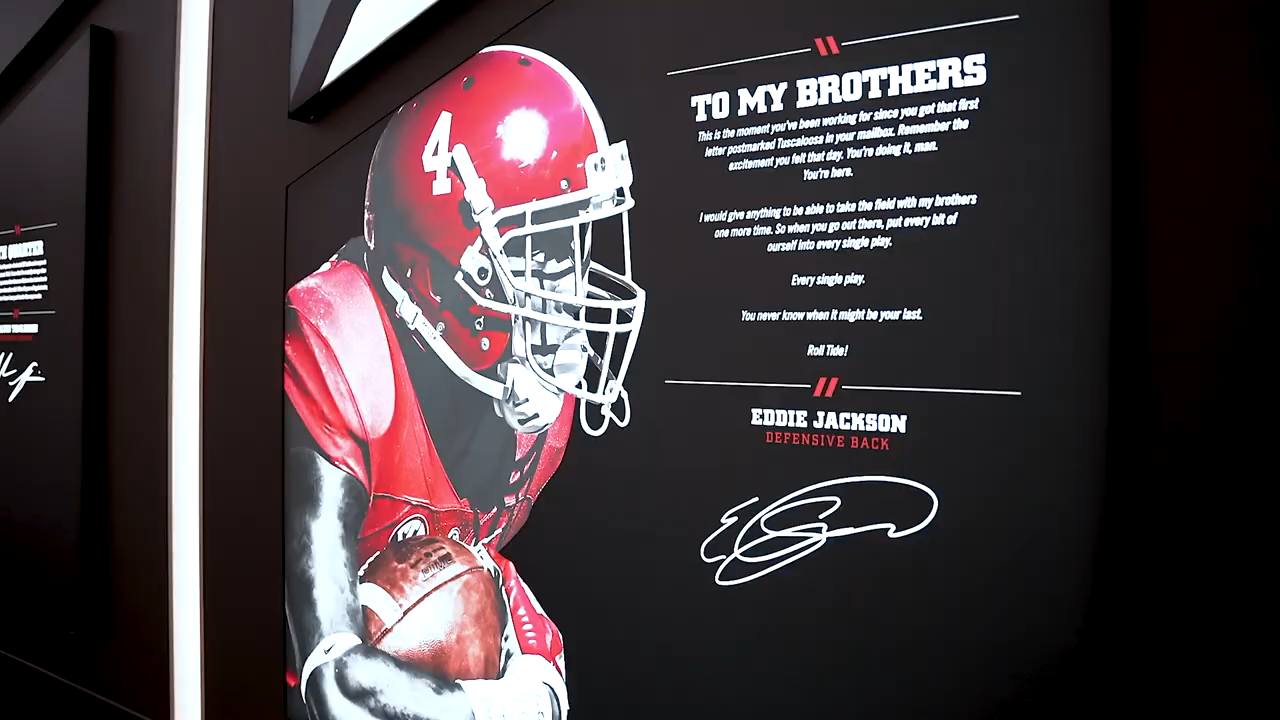 4
TO MY BROTHERS
This is the moment you've been working for since you got that first
letter postmarked Tuscaloosa in your mailbox. Remember the
excitement you felt that day. You're doing it, man.
You're here.
I would give anything to be able to take the field with my brothers
one more time. So when you go out there, put every bit of
ourself into every single play.
Every single play.
You never know when it might be your last.
Roll Tide!
EDDIE JACKSON
DEFENSIVE BACK
QUARTER